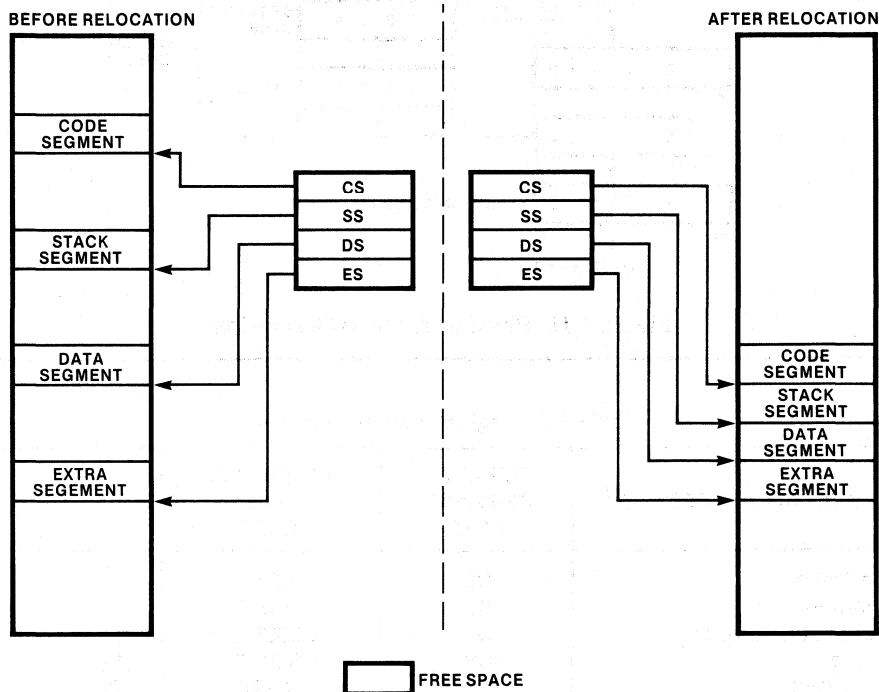 BEFORE RELOCATION
CODE
SEGMENT
STACK
SEGMENT
DATA
SEGMENT
EXTRA
SEGEMENT
CS
SS
DS
ES
AFTER RELOCATION
CS
SS
DS
ES
CODE
SEGMENT
STACK
SEGMENT
DATA
SEGMENT
EXTRA
SEGMENT
FREE SPACE